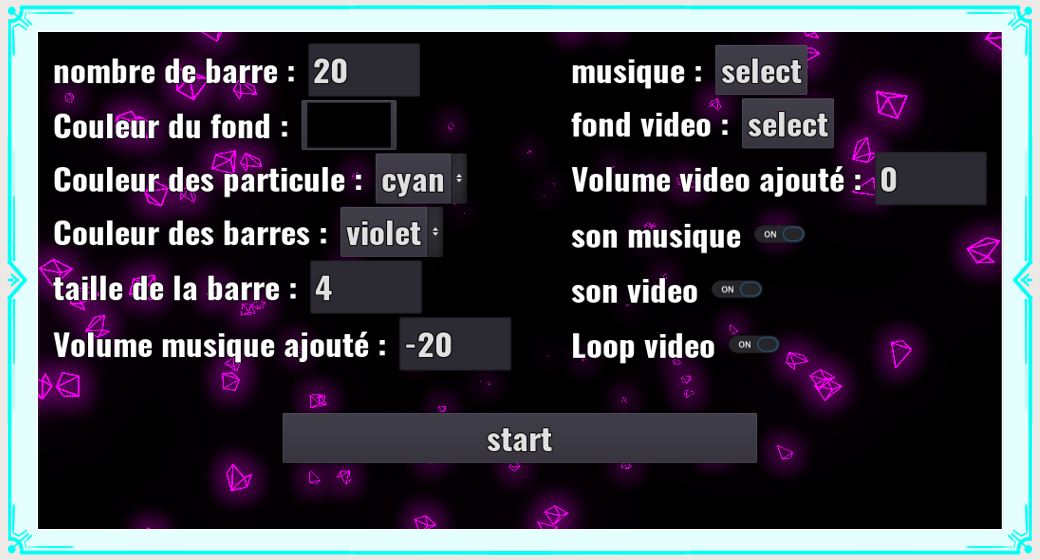 nombre de barre : 20
Couleur du fond :
Couleur des particule : cyan
Couleur des barres : violet
taille de la barre : 4
Volume musique ajouté : -20
musique : select
fond video : select
Volume video ajouté : 0
son musique ON
son video ON
Loop video ON
start